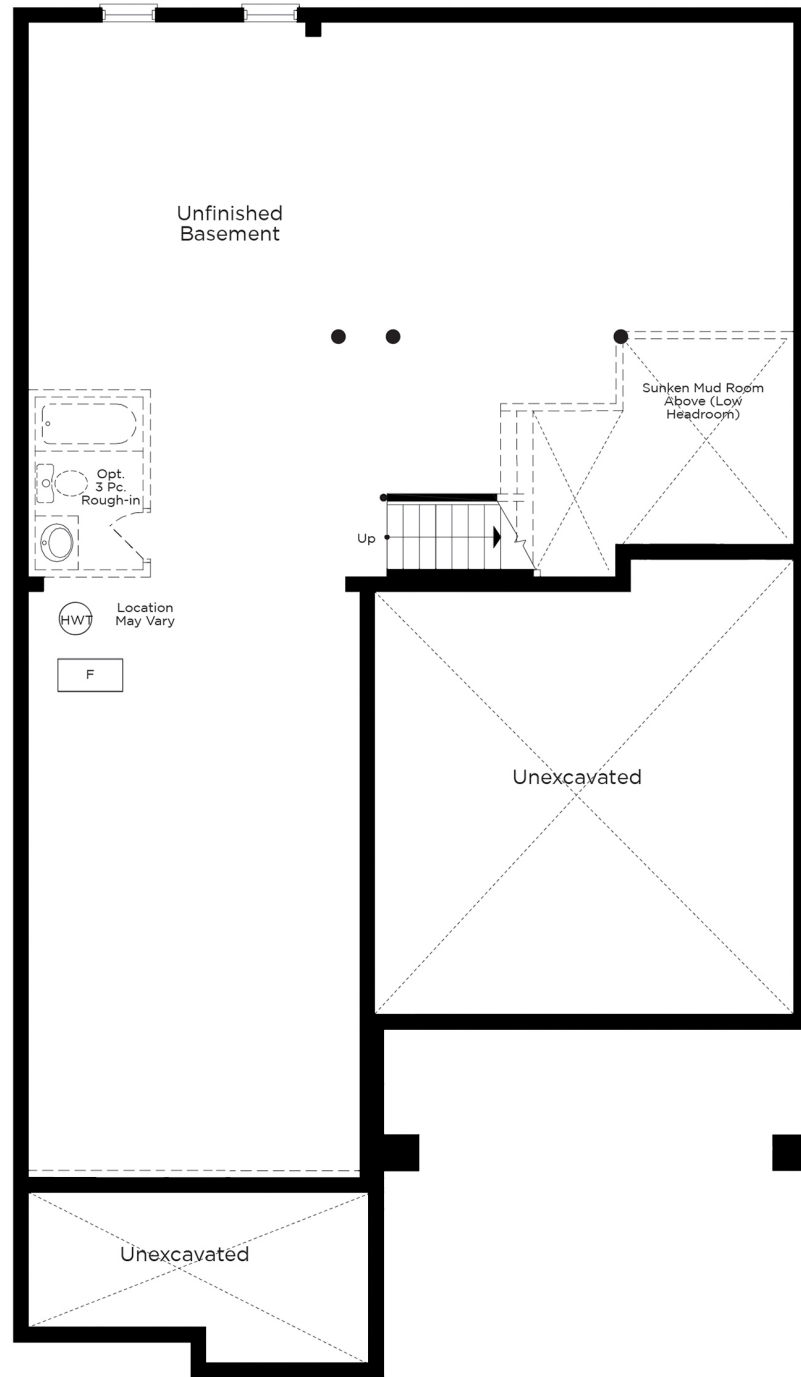 Unfinished
Basement
Sunken Mud Room
Above (Low
Headroom)
Opt.
3 Pc.
Rough-in
Up
HWT
Location
May Vary
F
Unexcavated
Unexcavated